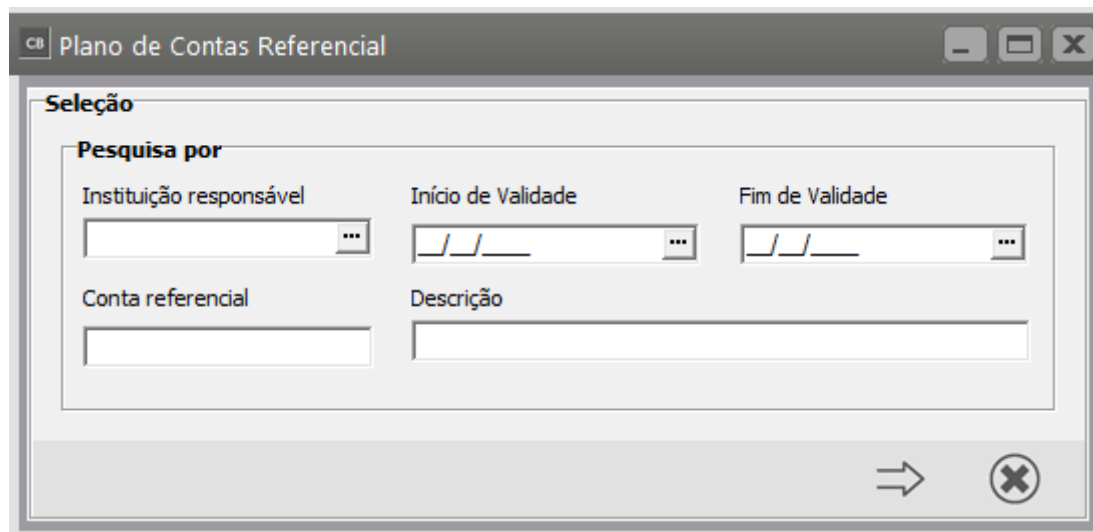 CB Plano de Contas Referencial
Seleção
Pesquisa por
Instituição responsável Início de Validade Fim de Validade
... __/__/____ ... __/__/____ ...
Conta referencial Descrição